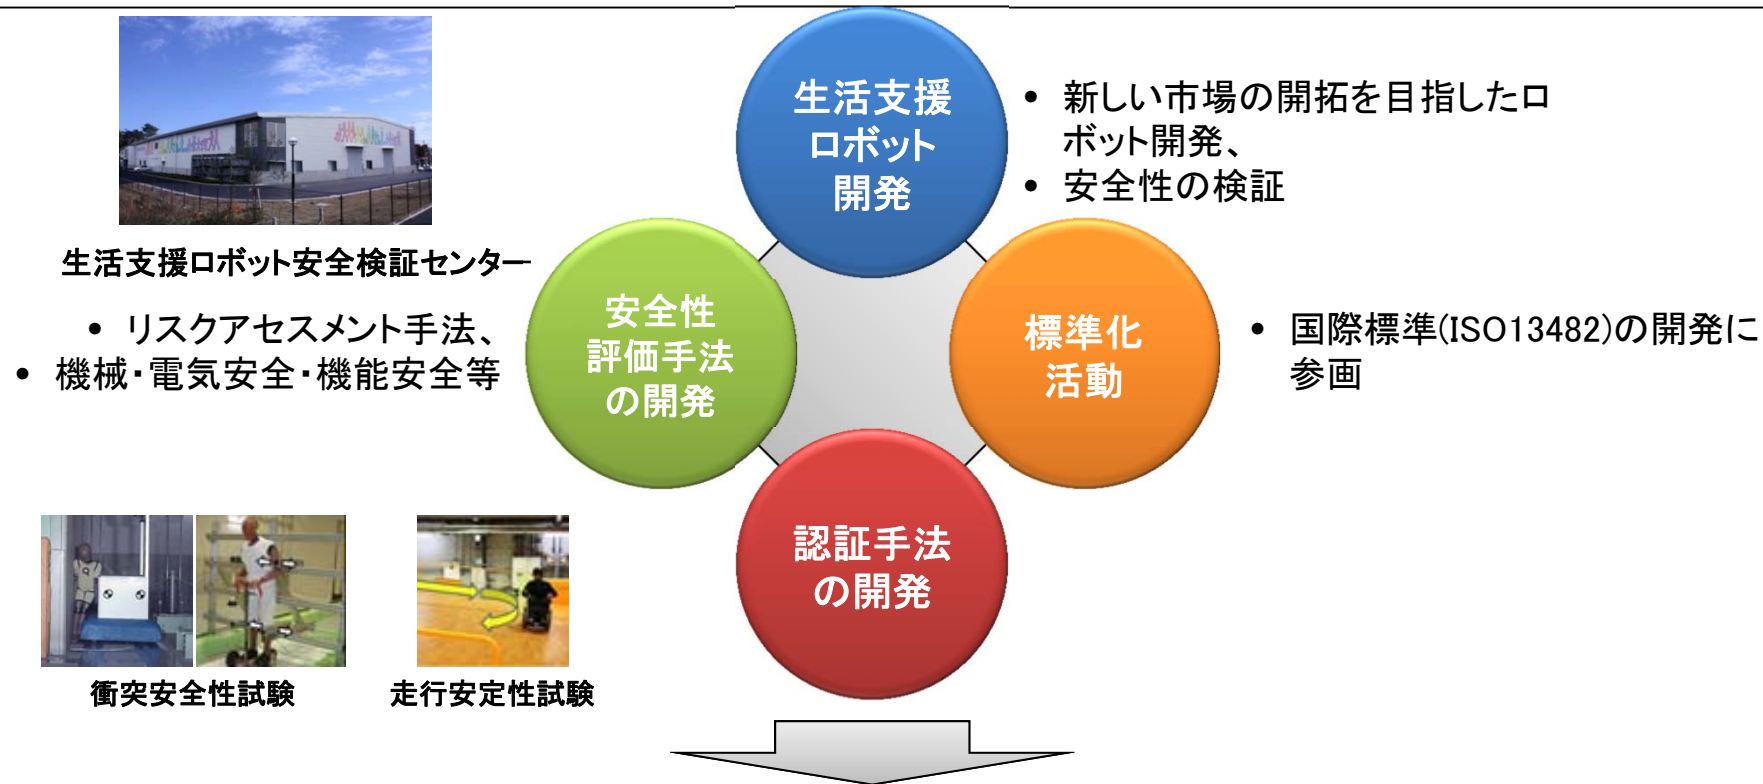 生活支援
ロボット
開発
• 新しい市場の開拓を目指したロ
ボット開発、
• 安全性の検証
生活支援ロボット安全検証センター
• リスクアセスメント手法、
• 機械・電気安全・機能安全等
安全性
評価手法
の開発
標準化
活動
• 国際標準(ISO13482)の開発に
参画
認証手法
の開発
衝突安全性試験
走行安定性試験